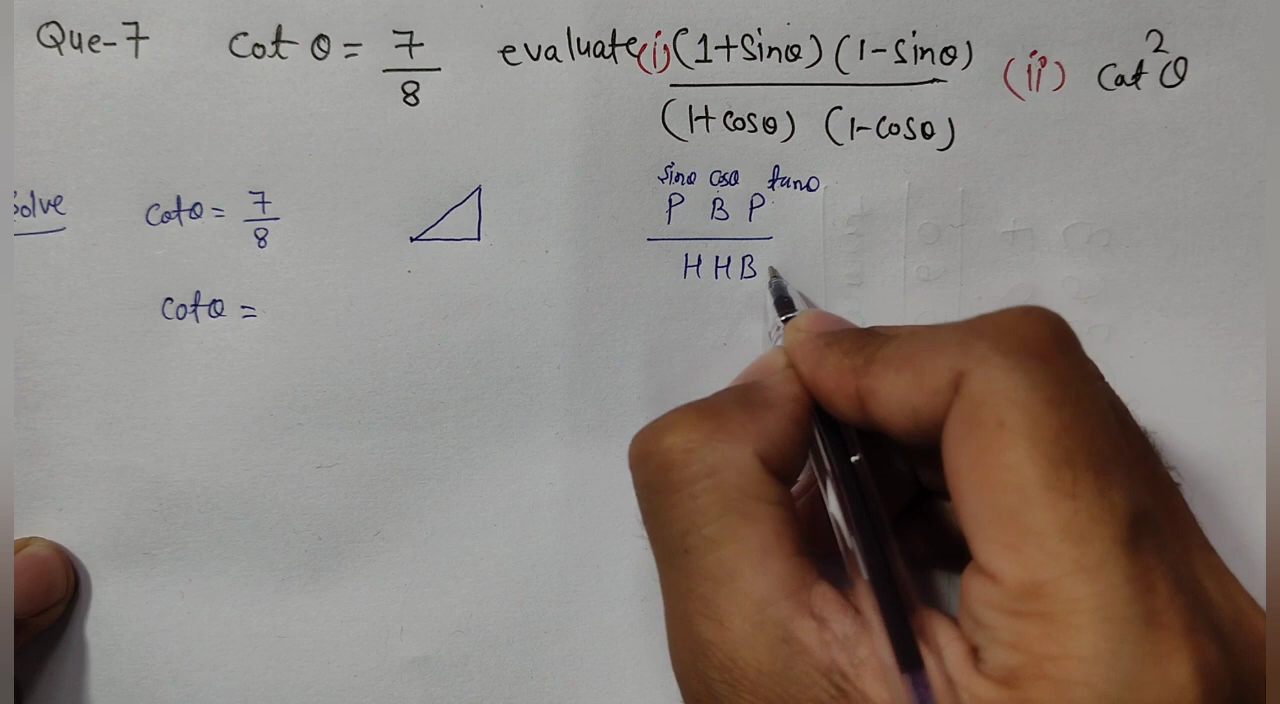 Que-7 Cot θ = 7/8 evaluate (i) (1+Sinθ) (1-Sinθ) / (1+Cosθ) (1-Cosθ) (ii) Cat²θ
Solve Cotθ = 7/8
Sinθ Cosθ tanθ
P B P
H H B
Cotθ =